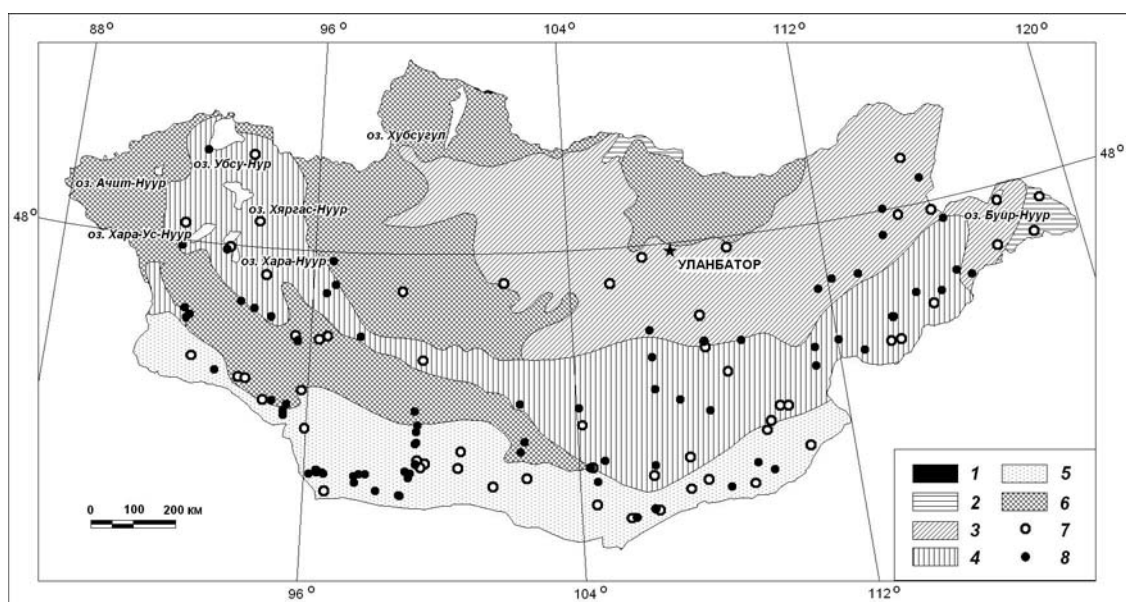 88° 96° 104° 112° 120°
оз. Хубсугул
48°
оз. Убсу-Нур
оз. Ачит-Нуур
оз. Хяргас-Нуур
48°
оз. Буйр-Нуур
оз. Хара-Ус-Нуур
оз. Хара-Нуур
УЛАНБАТОР
1 5
2 6
0 100 200 км
3 7
4 8
96° 104° 112°